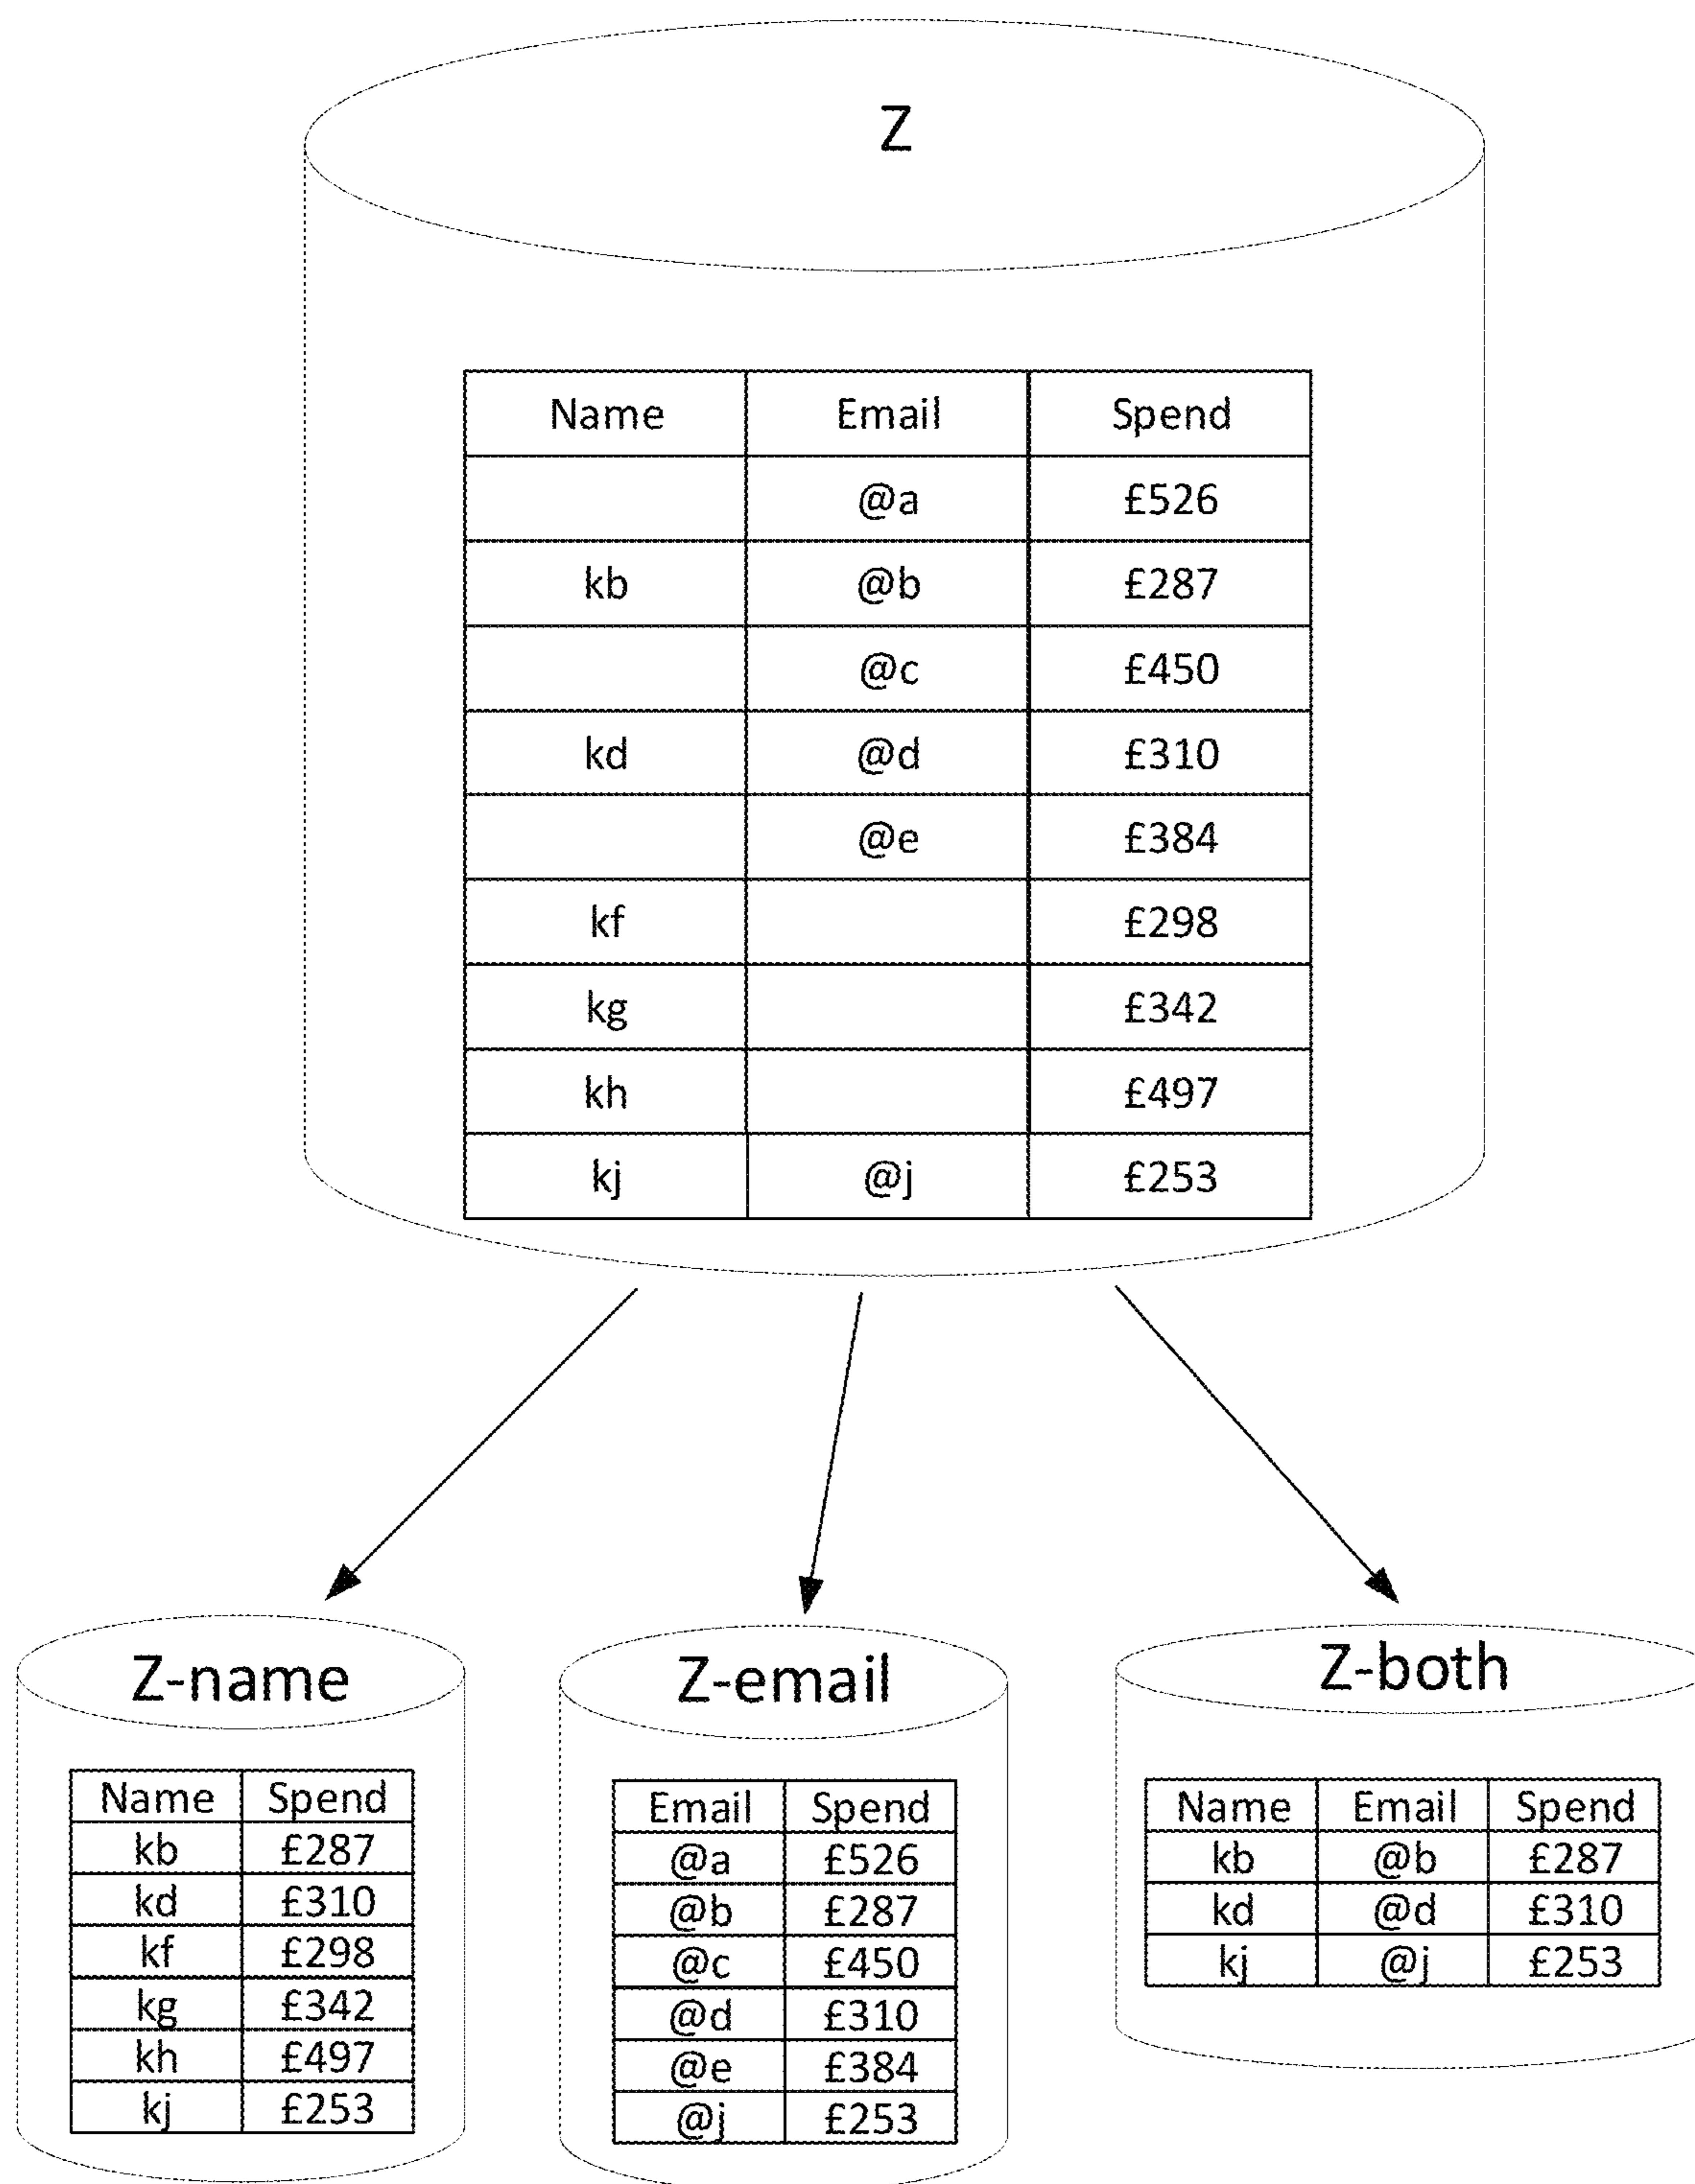 Z
Name Email Spend
@a £526
kb @b £287
@c £450
kd @d £310
@e £384
kf £298
kg £342
kh £497
kj @j £253
Z-name
Name Spend
kb £287
kd £310
kf £298
kg £342
kh £497
kj £253
Z-email
Email Spend
@a £526
@b £287
@c £450
@d £310
@e £384
@j £253
Z-both
Name Email Spend
kb @b £287
kd @d £310
kj @j £253